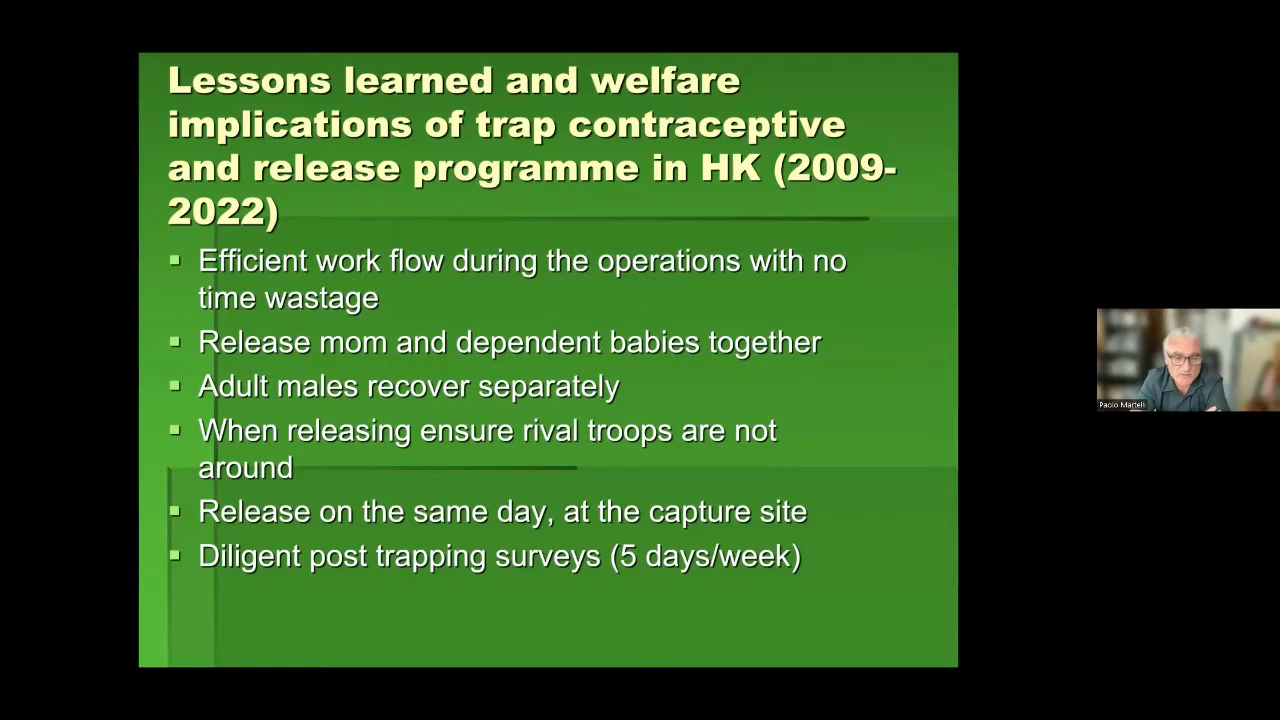 Lessons learned and welfare
implications of trap contraceptive
and release programme in HK (2009-
2022)
Efficient work flow during the operations with no
time wastage
Release mom and dependent babies together
Adult males recover separately
When releasing ensure rival troops are not
around
Release on the same day, at the capture site
Diligent post trapping surveys (5 days/week)
Paolo Martelli